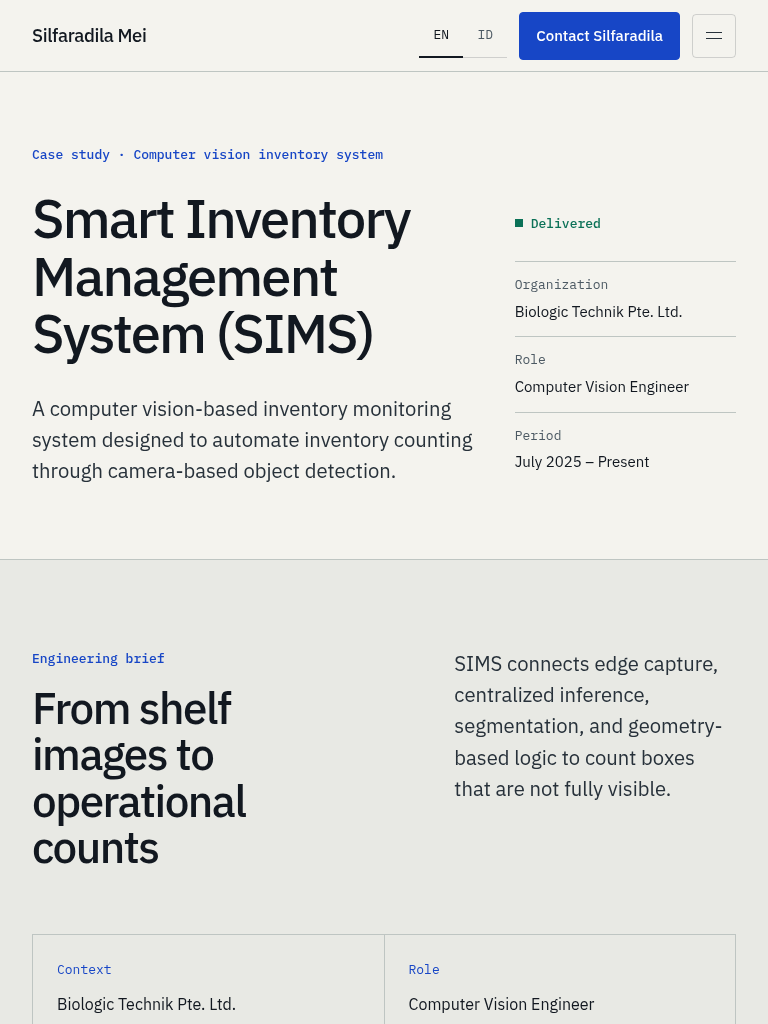 Silfaradila Mei
EN
ID
Contact Silfaradila
Case study · Computer vision inventory system
Smart Inventory
Management
System (SIMS)
A computer vision-based inventory monitoring
system designed to automate inventory counting
through camera-based object detection.
Delivered
Organization
Biologic Technik Pte. Ltd.
Role
Computer Vision Engineer
Period
July 2025 – Present
Engineering brief
From shelf
images to
operational
counts
SIMS connects edge capture,
centralized inference,
segmentation, and geometry-
based logic to count boxes
that are not fully visible.
Context
Biologic Technik Pte. Ltd.
Role
Computer Vision Engineer